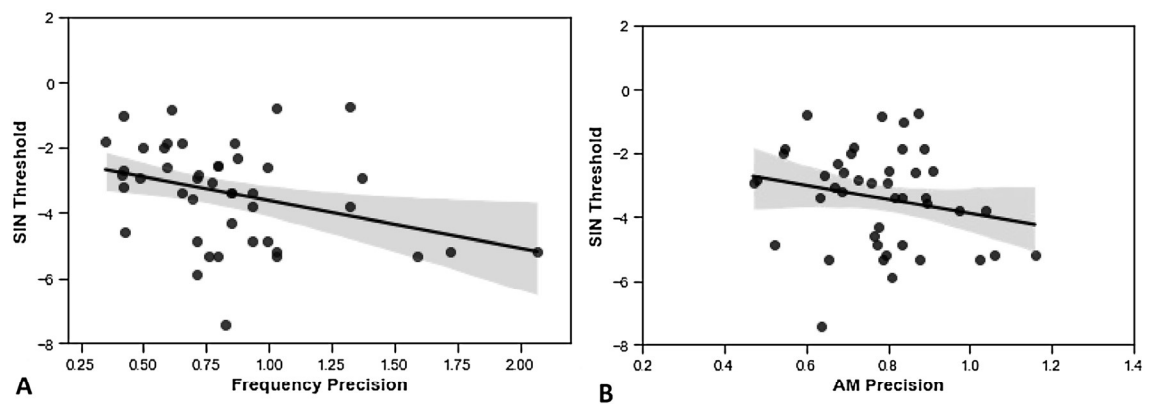 2
0
−2
−4
−6
−8
SIN Threshold
0.25 0.50 0.75 1.00 1.25 1.50 1.75 2.00
Frequency Precision
A
2
0
−2
−4
−6
−8
SIN Threshold
0.2 0.4 0.6 0.8 1.0 1.2 1.4
AM Precision
B